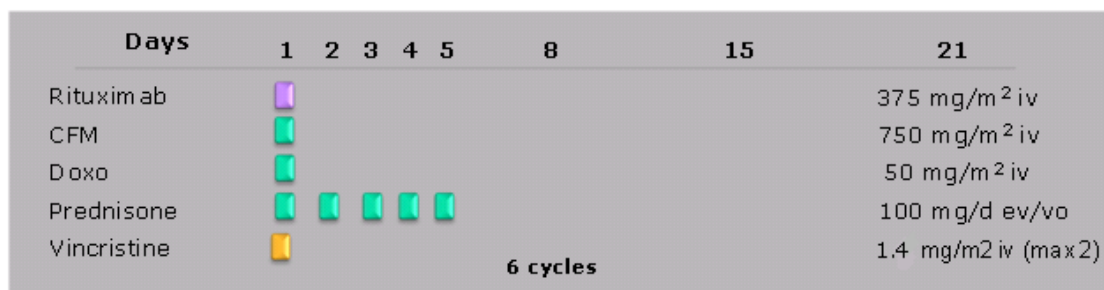 Days 1 2 3 4 5 8 15 21
Rituximab 375 mg/m² iv
CFM 750 mg/m² iv
Doxo 50 mg/m² iv
Prednisone 100 mg/d ev/vo
Vincristine 1.4 mg/m2 iv (max2)
6 cycles